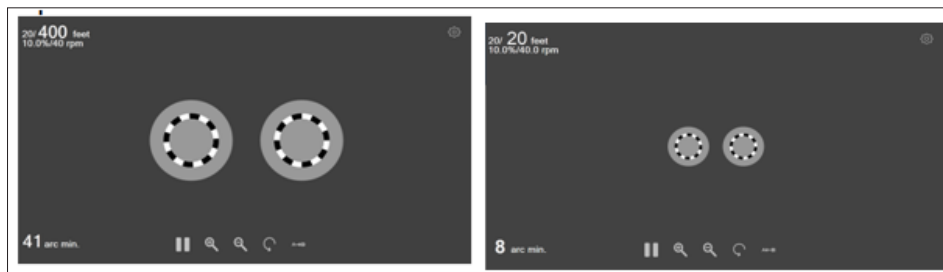 20/ 400 feet
10.0%/40 rpm
41 arc min.
20/ 20 feet
10.0%/40.0 rpm
8 arc min.